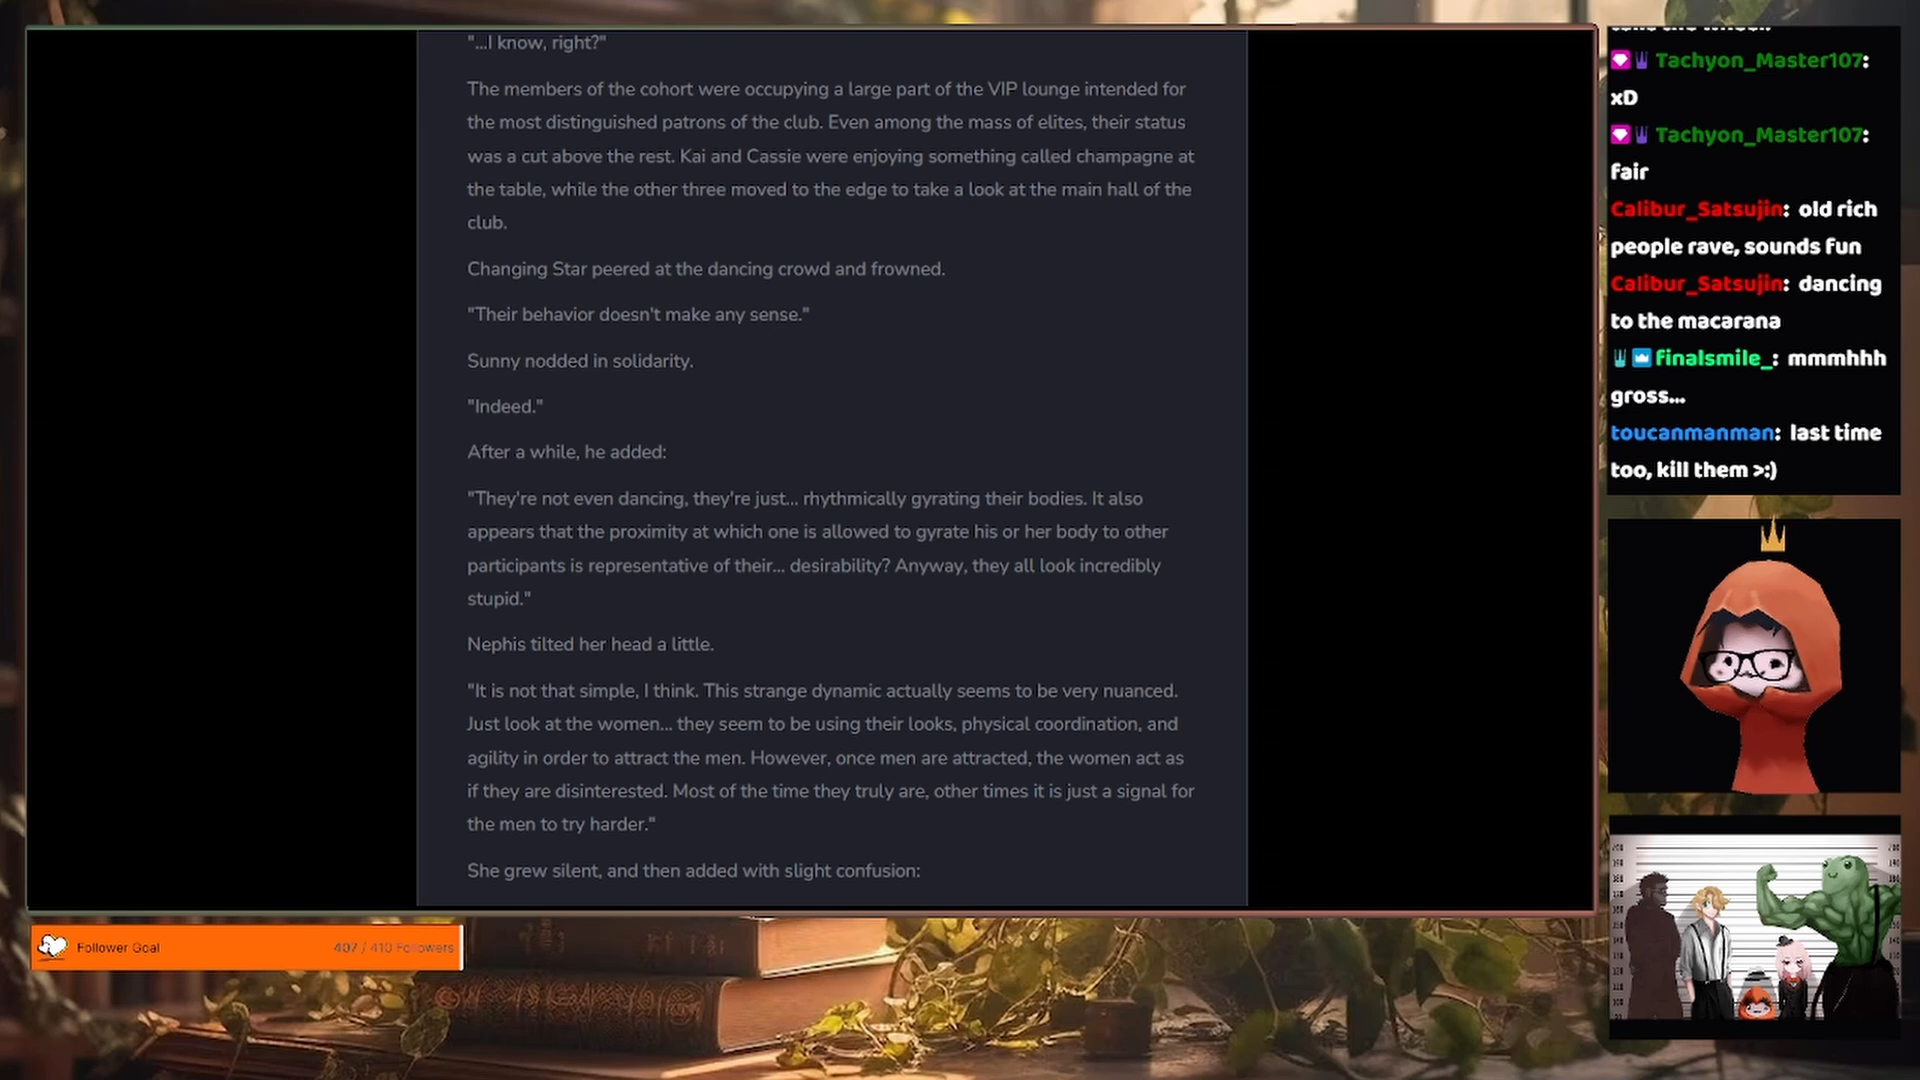 "...I know, right?"
The members of the cohort were occupying a large part of the VIP lounge intended for
the most distinguished patrons of the club. Even among the mass of elites, their status
was a cut above the rest. Kai and Cassie were enjoying something called champagne at
the table, while the other three moved to the edge to take a look at the main hall of the
club.
Changing Star peered at the dancing crowd and frowned.
"Their behavior doesn't make any sense."
Sunny nodded in solidarity.
"Indeed."
After a while, he added:
"They're not even dancing, they're just... rhythmically gyrating their bodies. It also
appears that the proximity at which one is allowed to gyrate his or her body to other
participants is representative of their... desirability? Anyway, they all look incredibly
stupid."
Nephis tilted her head a little.
"It is not that simple, I think. This strange dynamic actually seems to be very nuanced.
Just look at the women... they seem to be using their looks, physical coordination, and
agility in order to attract the men. However, once men are attracted, the women act as
if they are disinterested. Most of the time they truly are, other times it is just a signal for
the men to try harder."
She grew silent, and then added with slight confusion:
Tachyon_Master107:
xD
Tachyon_Master107:
fair
Calibur_Satsujin: old rich
people rave, sounds fun
Calibur_Satsujin: dancing
to the macarana
finalsmile_: mmmhhh
gross...
toucanmanman: last time
too, kill them >:)
Follower Goal
407 / 410 Followers